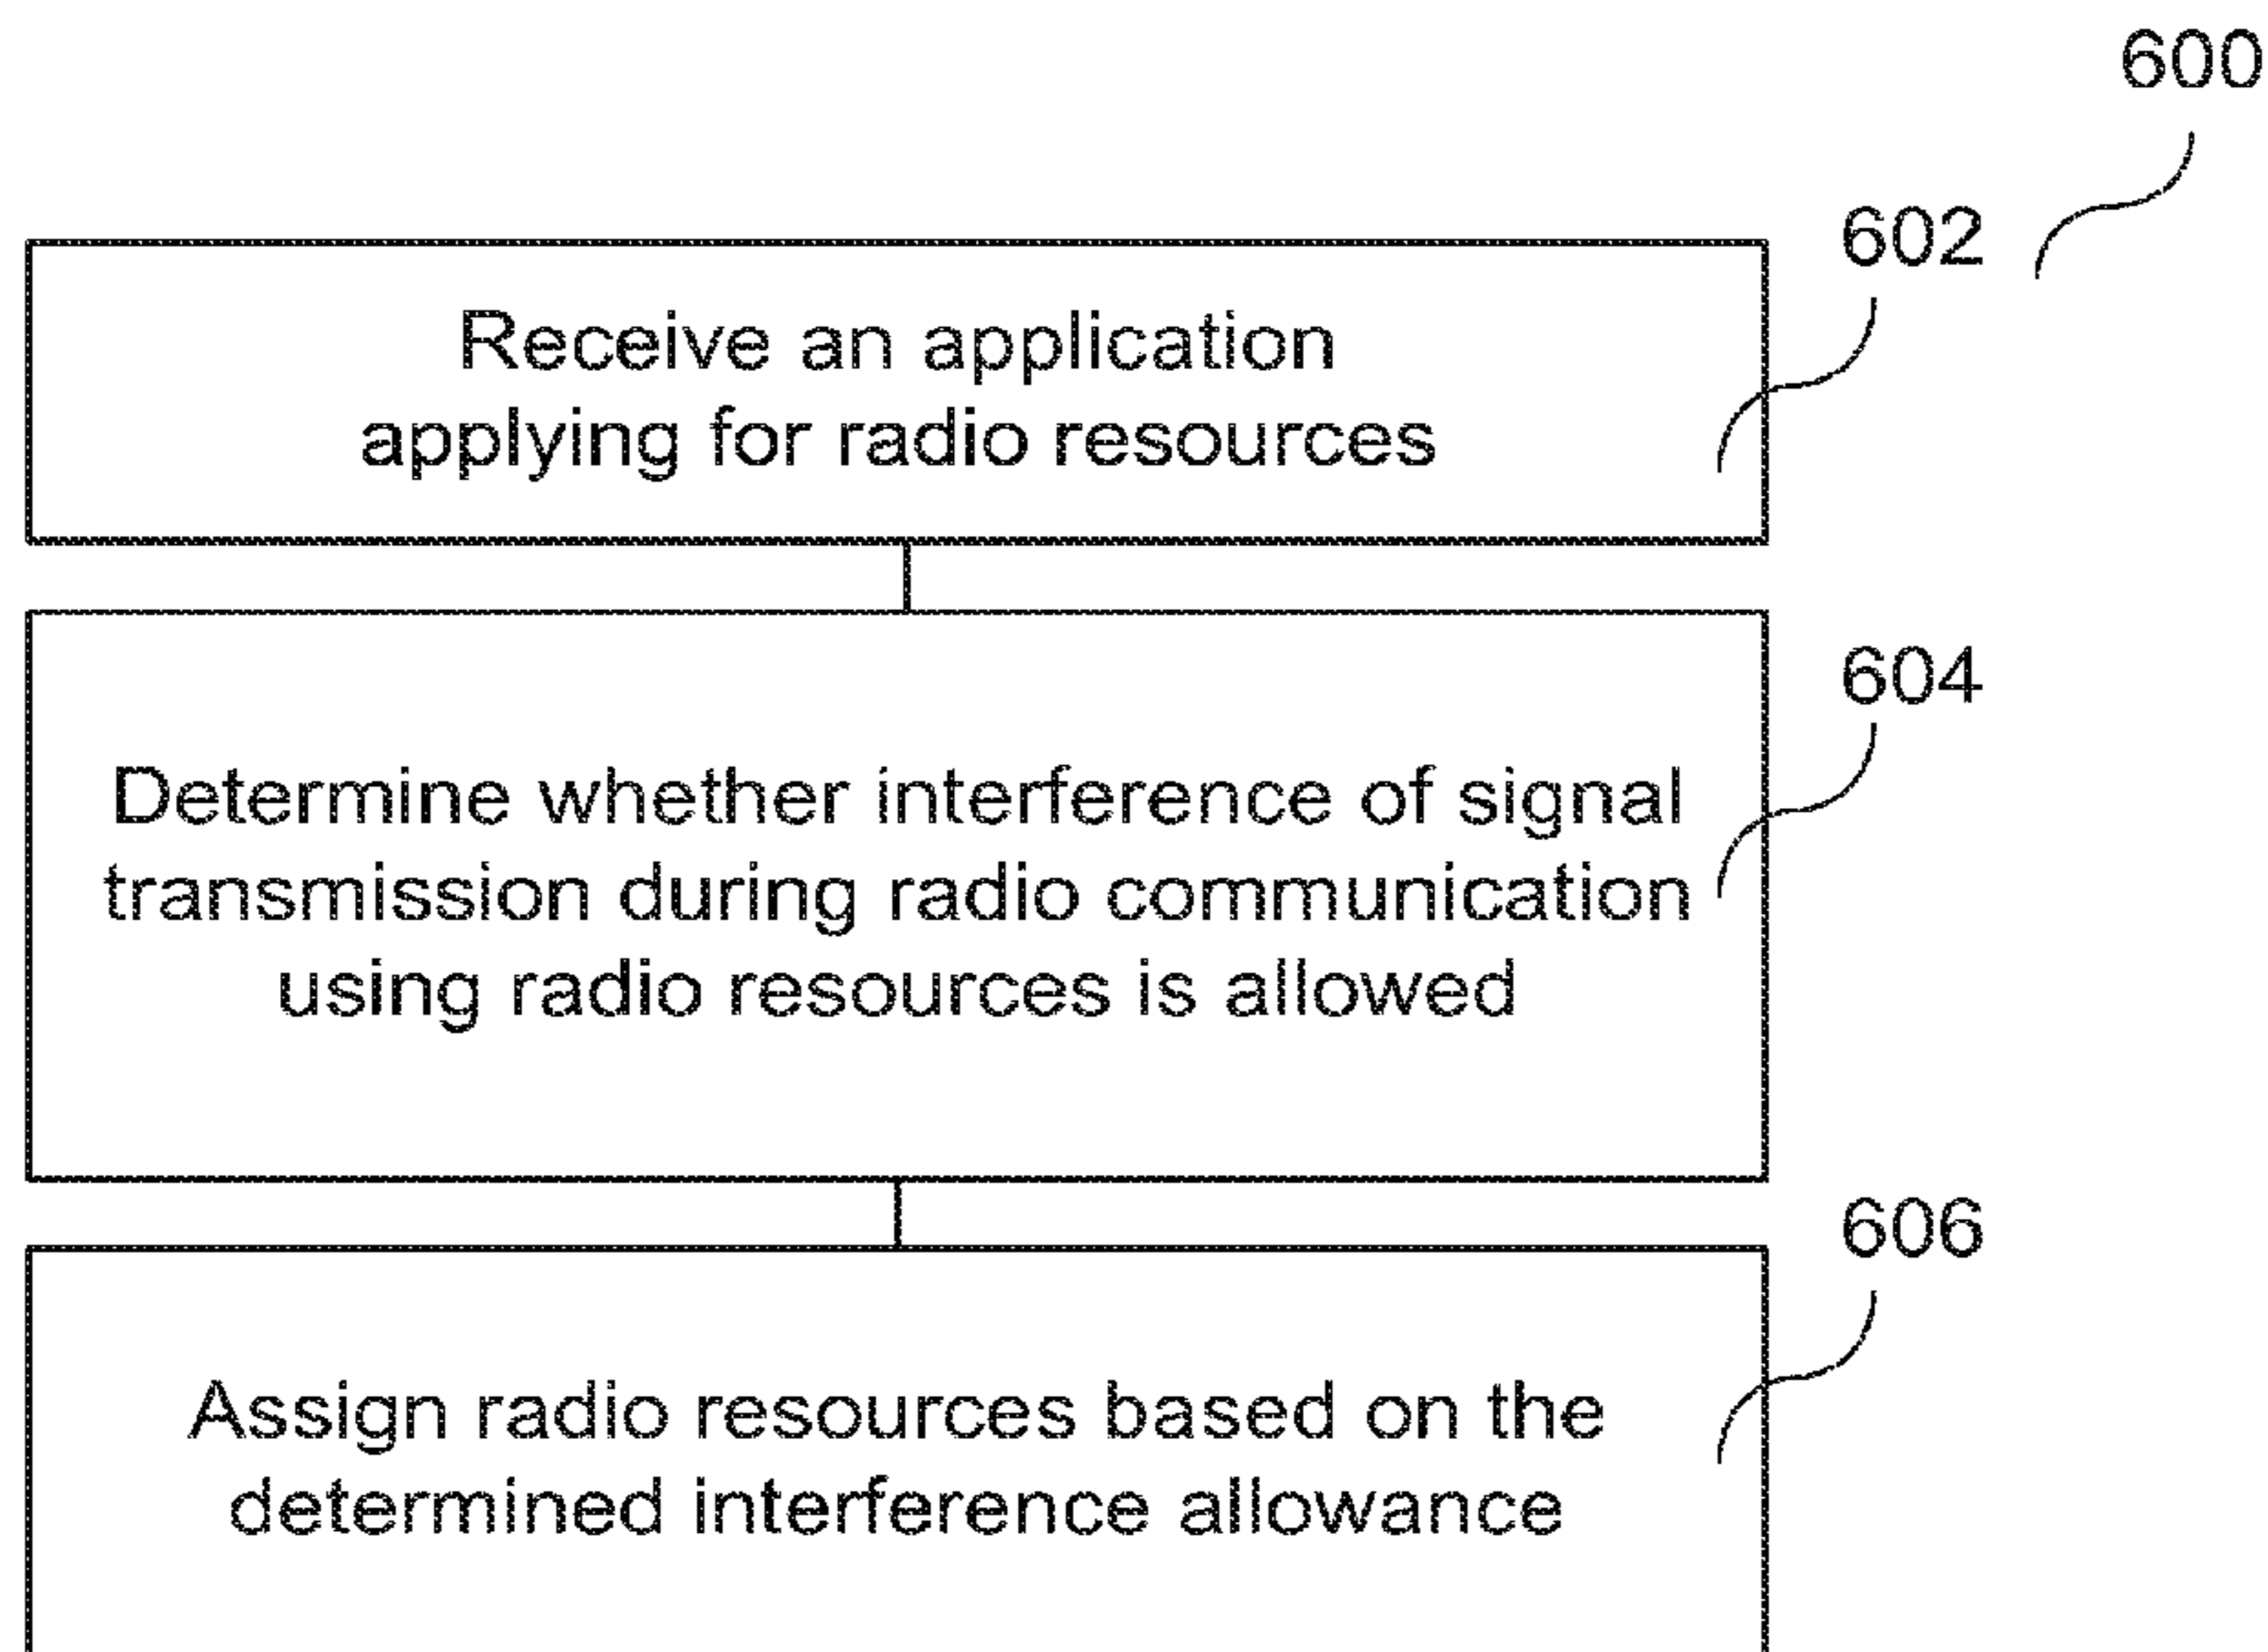 600
602
Receive an application
applying for radio resources
604
Determine whether interference of signal
transmission during radio communication
using radio resources is allowed
606
Assign radio resources based on the
determined interference allowance